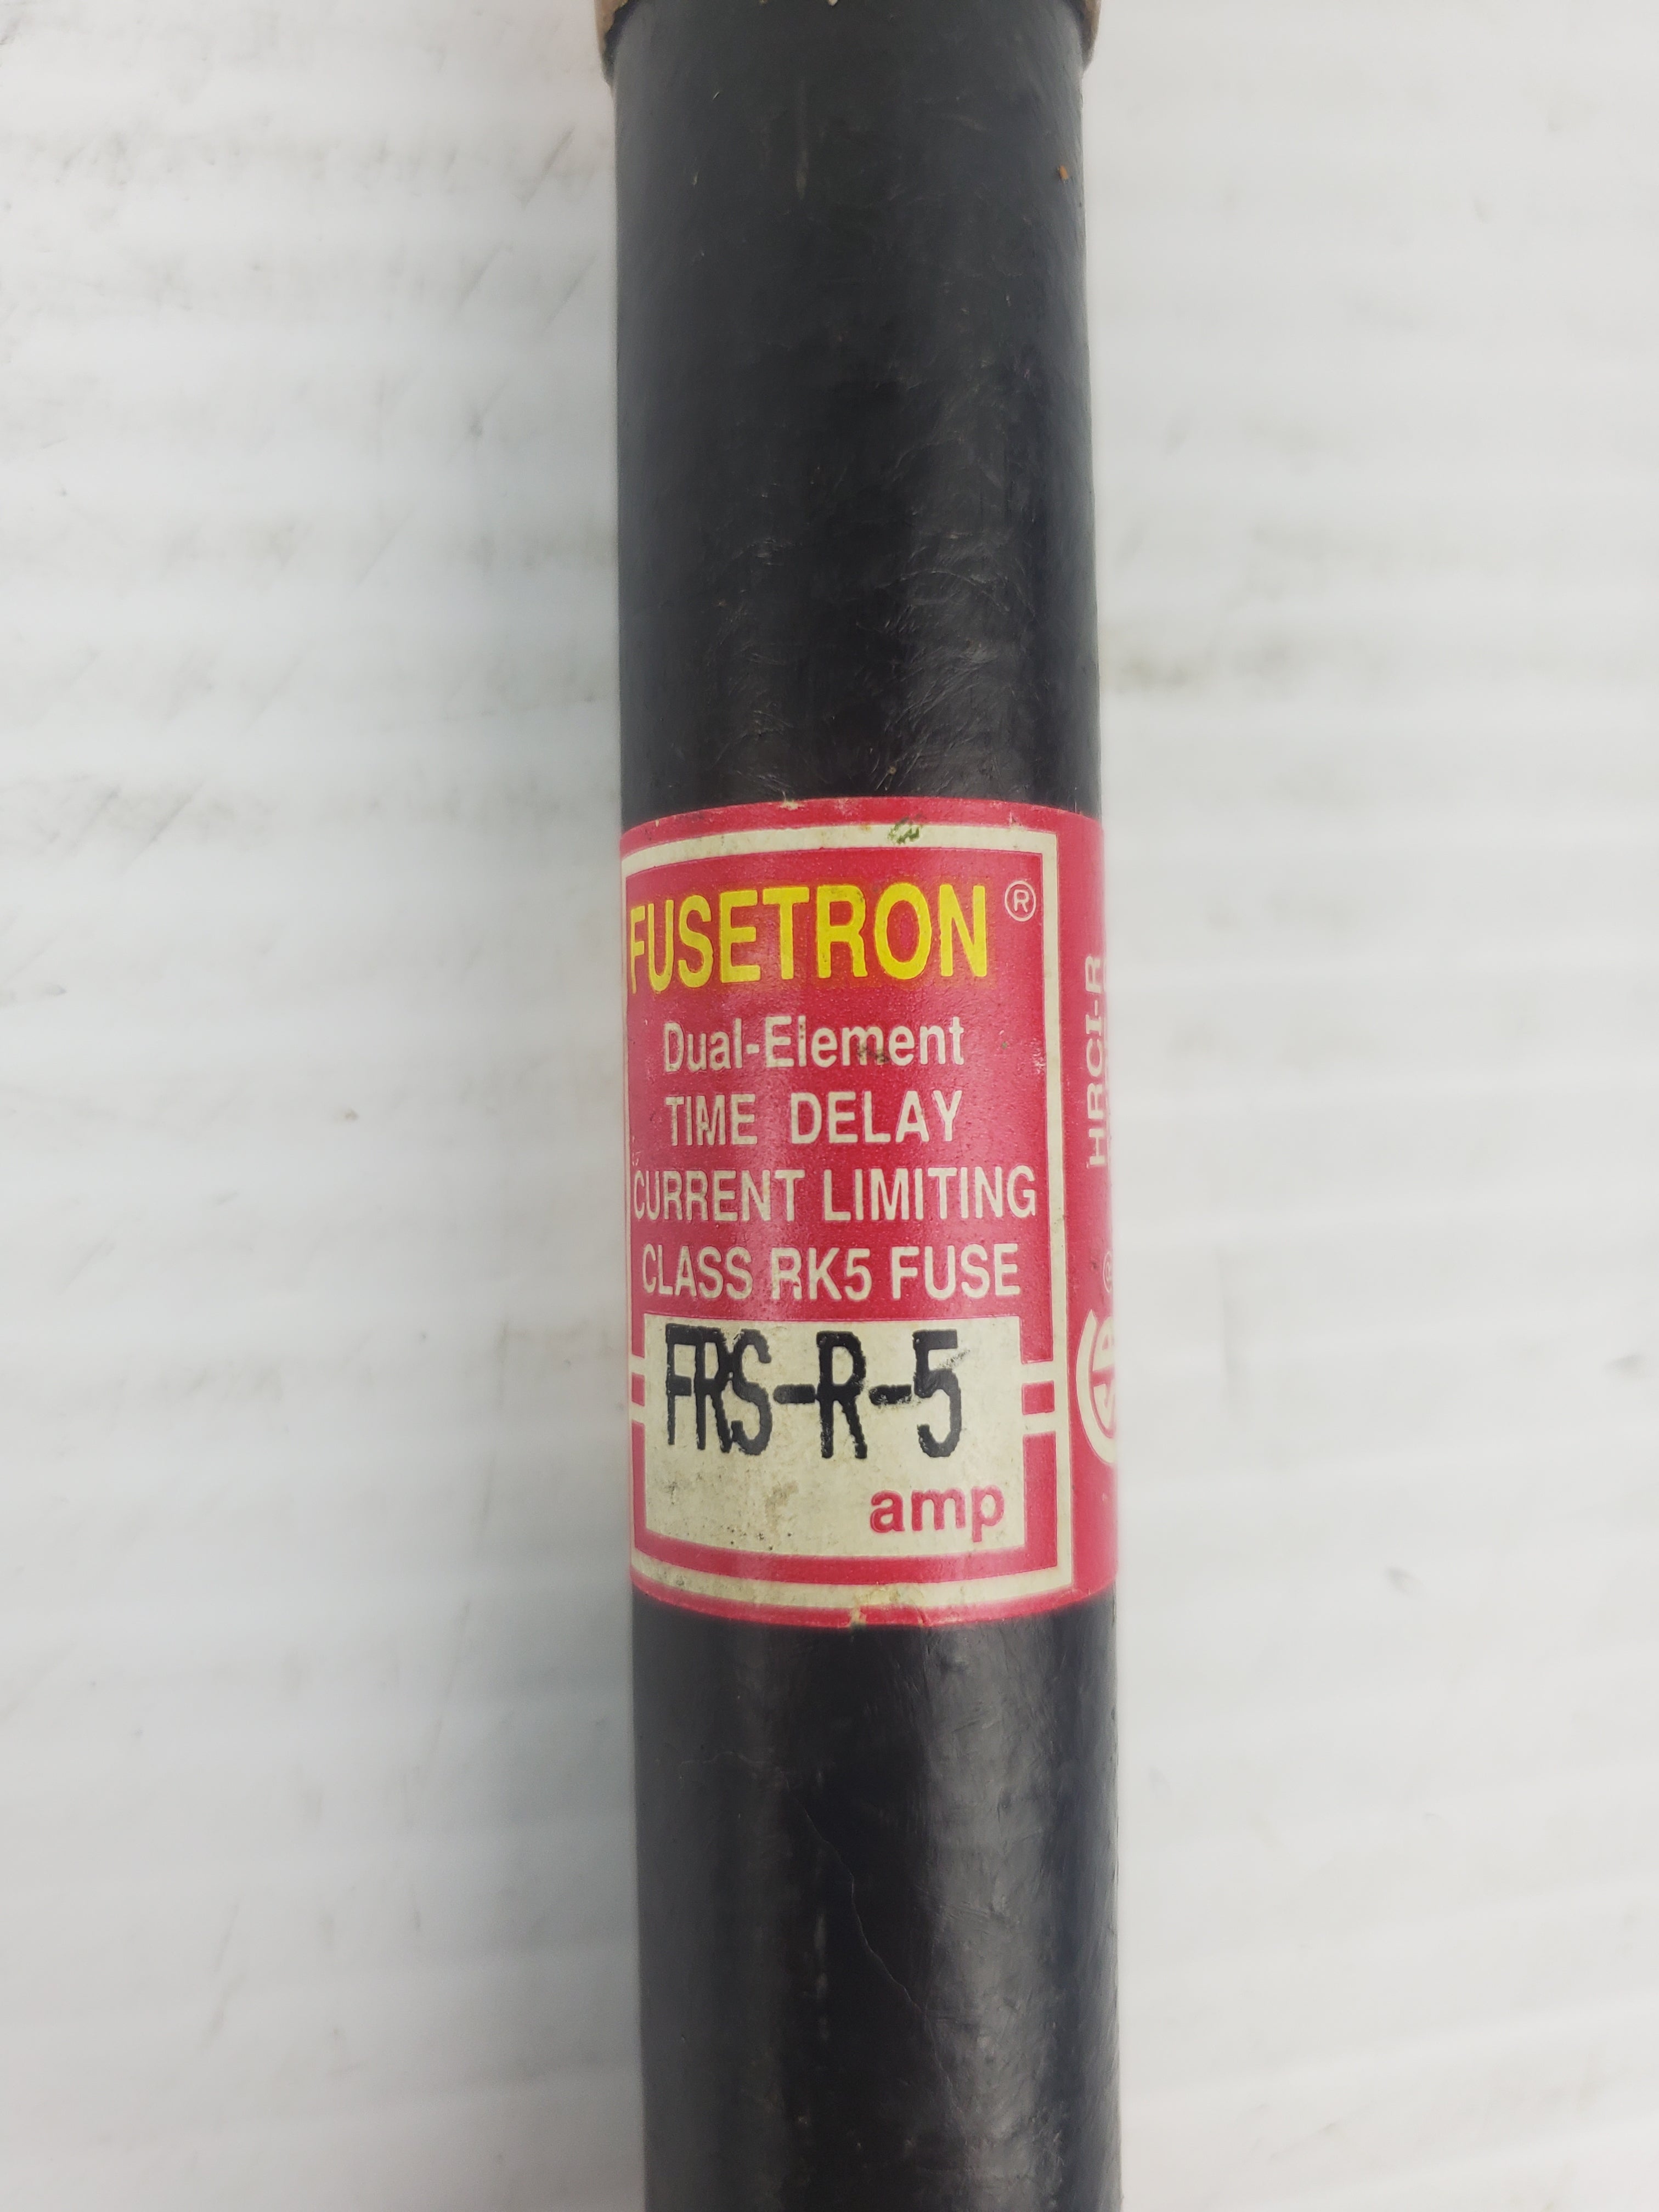 FUSETRON®
Dual-Element
TIME DELAY
CURRENT LIMITING
CLASS RK5 FUSE
FRS-R-5
amp
HRCI-R
®